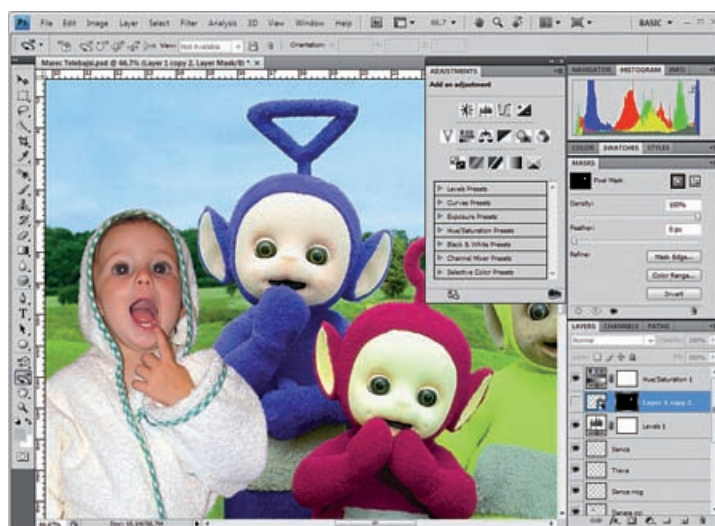 Ps File Edit Image Layer Select Filter Analysis 3D View Window Help 66.7 BASIC
View: Not Available Orientation:
Marec Telebajsi.psd @ 66.7% (Layer 1 copy 2, Layer Mask/8) *
ADJUSTMENTS
Add an adjustment
Levels Presets
Curves Presets
Exposure Presets
Hue/Saturation Presets
Black & White Presets
Channel Mixer Presets
Selective Color Presets
NAVIGATOR HISTOGRAM INFO
COLOR SWATCHES STYLES
MASKS
Pixel Mask
Density: 100%
Feather: 0 px
Refine: Mask Edge...
Color Range...
Invert
LAYERS CHANNELS PATHS
Normal
Hue/Saturation 1
Layer 1 copy 2
Levels 1
Senca
Trava
Senca nog